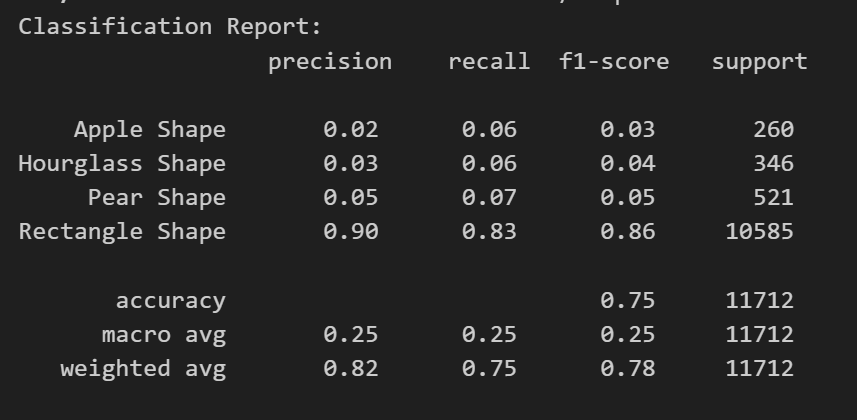 Classification Report:
precision recall f1-score support
Apple Shape 0.02 0.06 0.03 260
Hourglass Shape 0.03 0.06 0.04 346
Pear Shape 0.05 0.07 0.05 521
Rectangle Shape 0.90 0.83 0.86 10585
accuracy 0.75 11712
macro avg 0.25 0.25 0.25 11712
weighted avg 0.82 0.75 0.78 11712